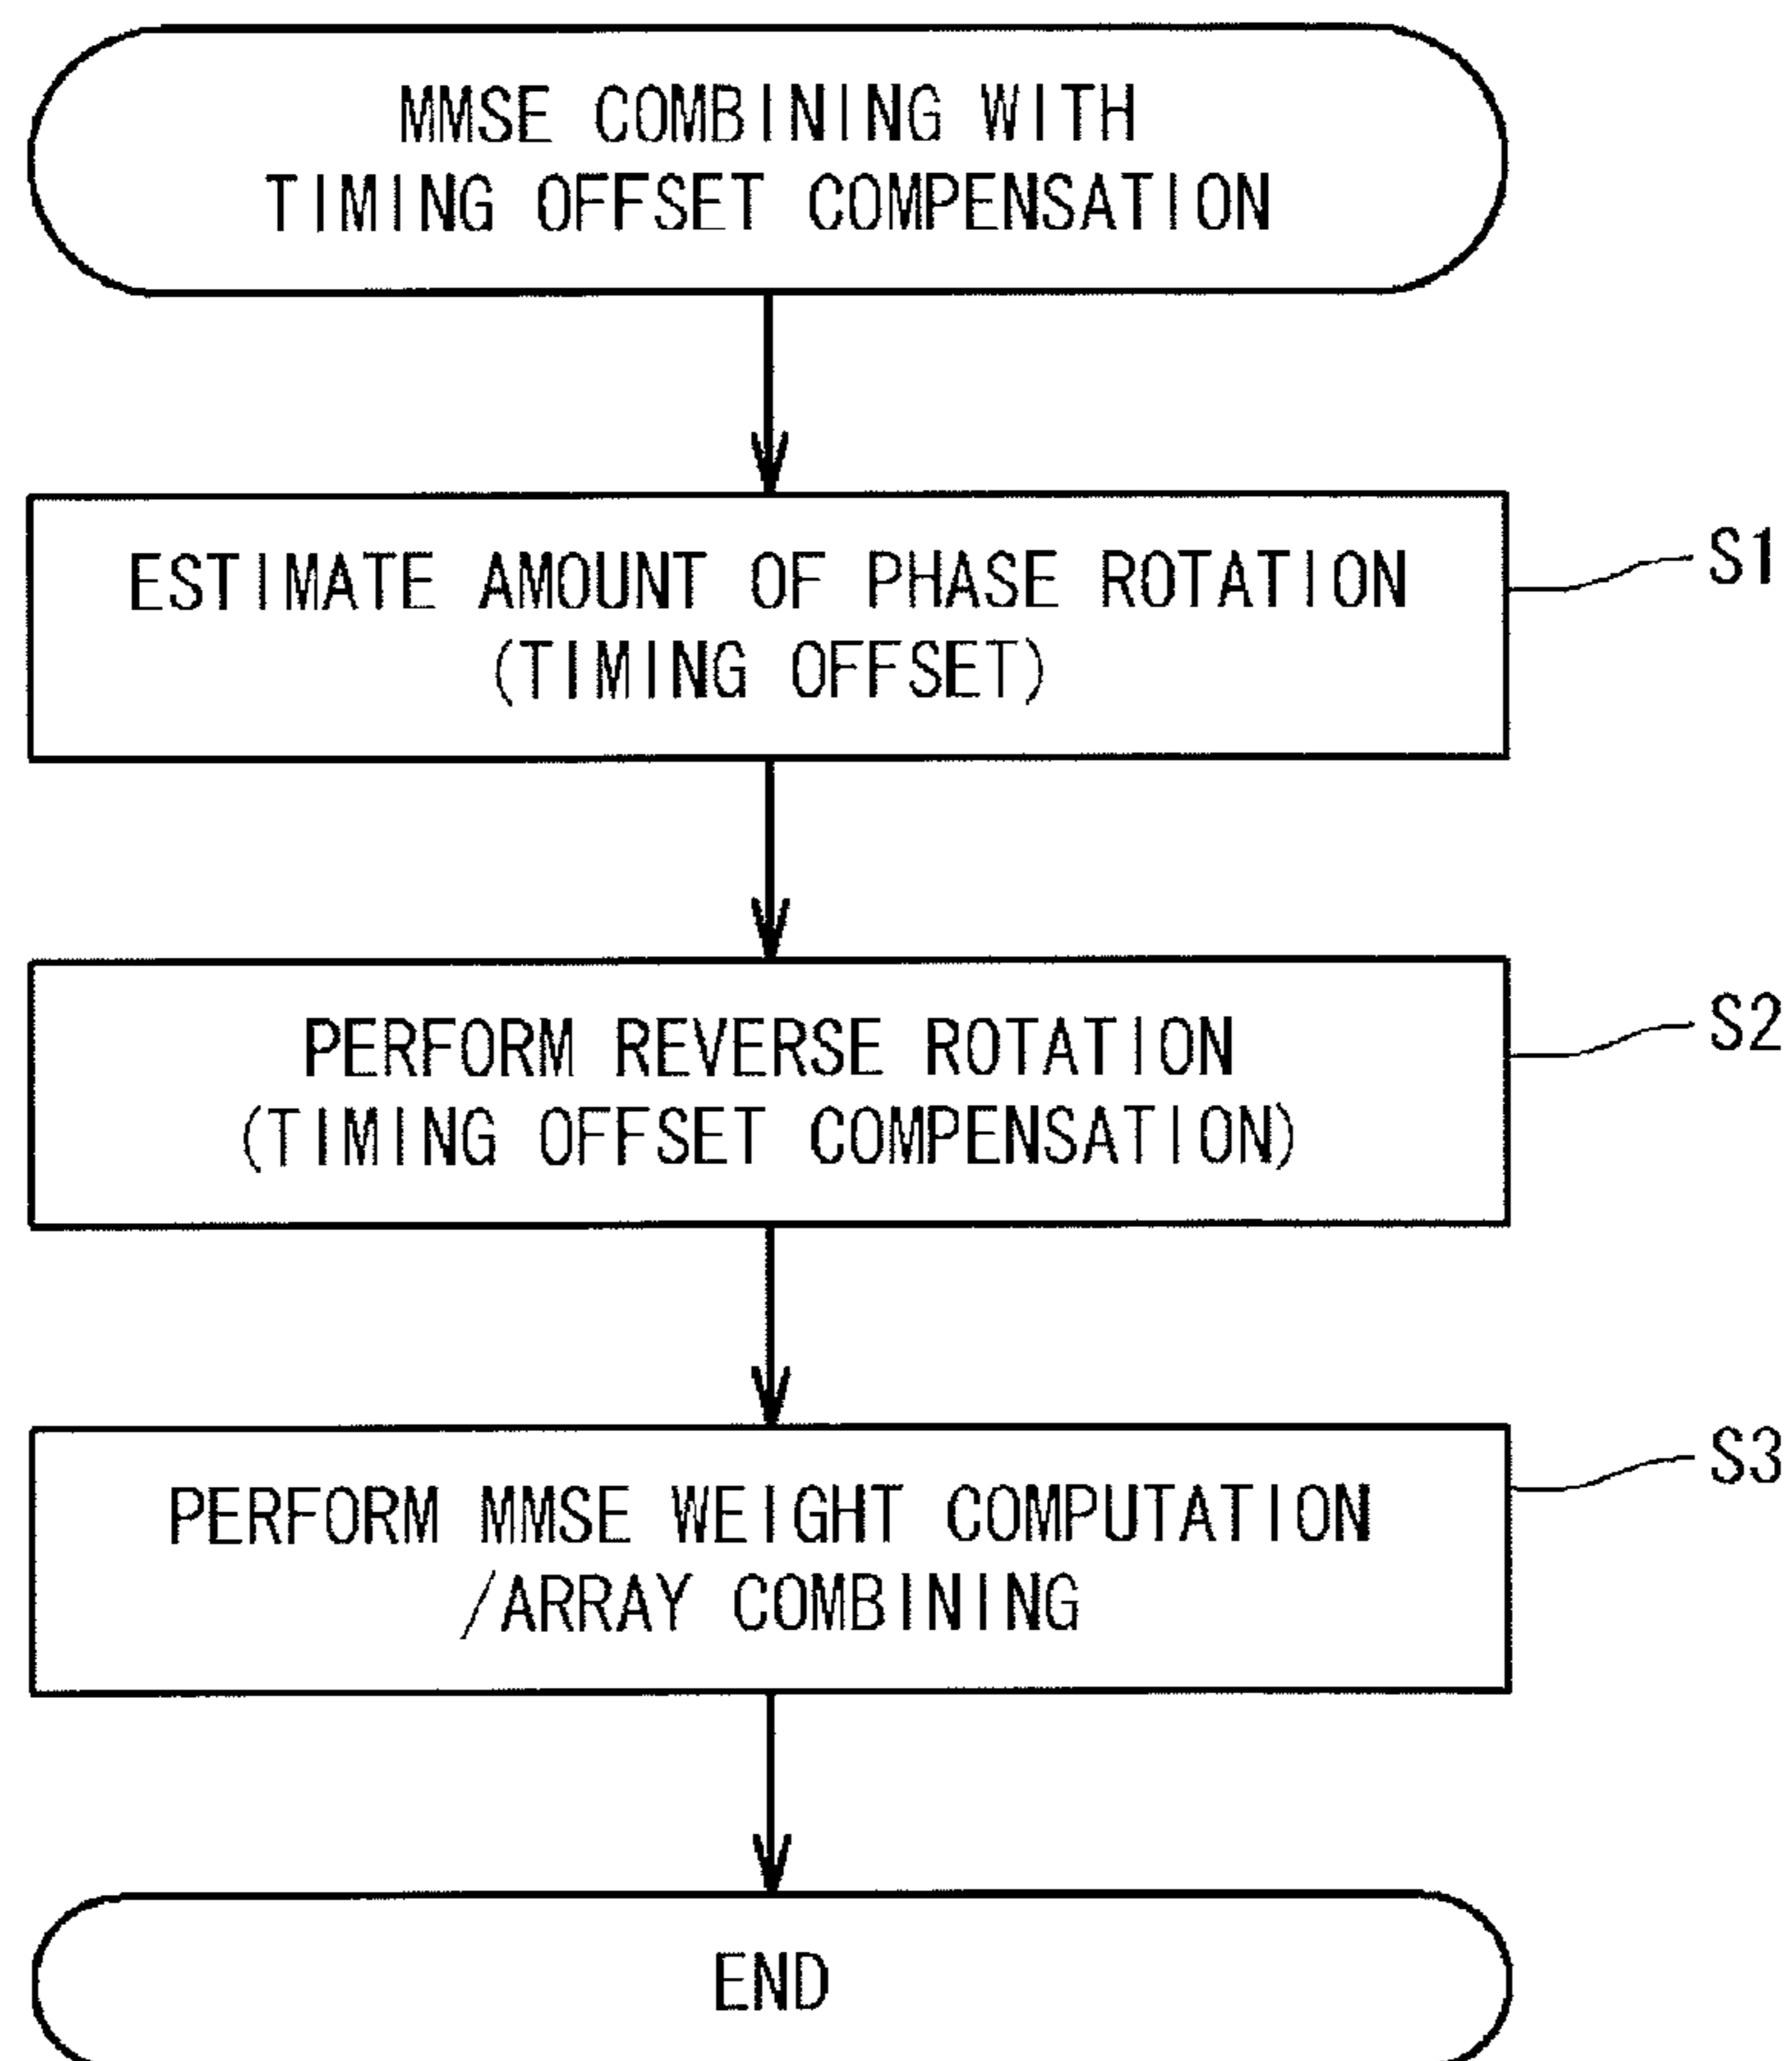 MMSE COMBINING WITH
TIMING OFFSET COMPENSATION
ESTIMATE AMOUNT OF PHASE ROTATION
(TIMING OFFSET)
S1
PERFORM REVERSE ROTATION
(TIMING OFFSET COMPENSATION)
S2
PERFORM MMSE WEIGHT COMPUTATION
/ARRAY COMBINING
S3
END